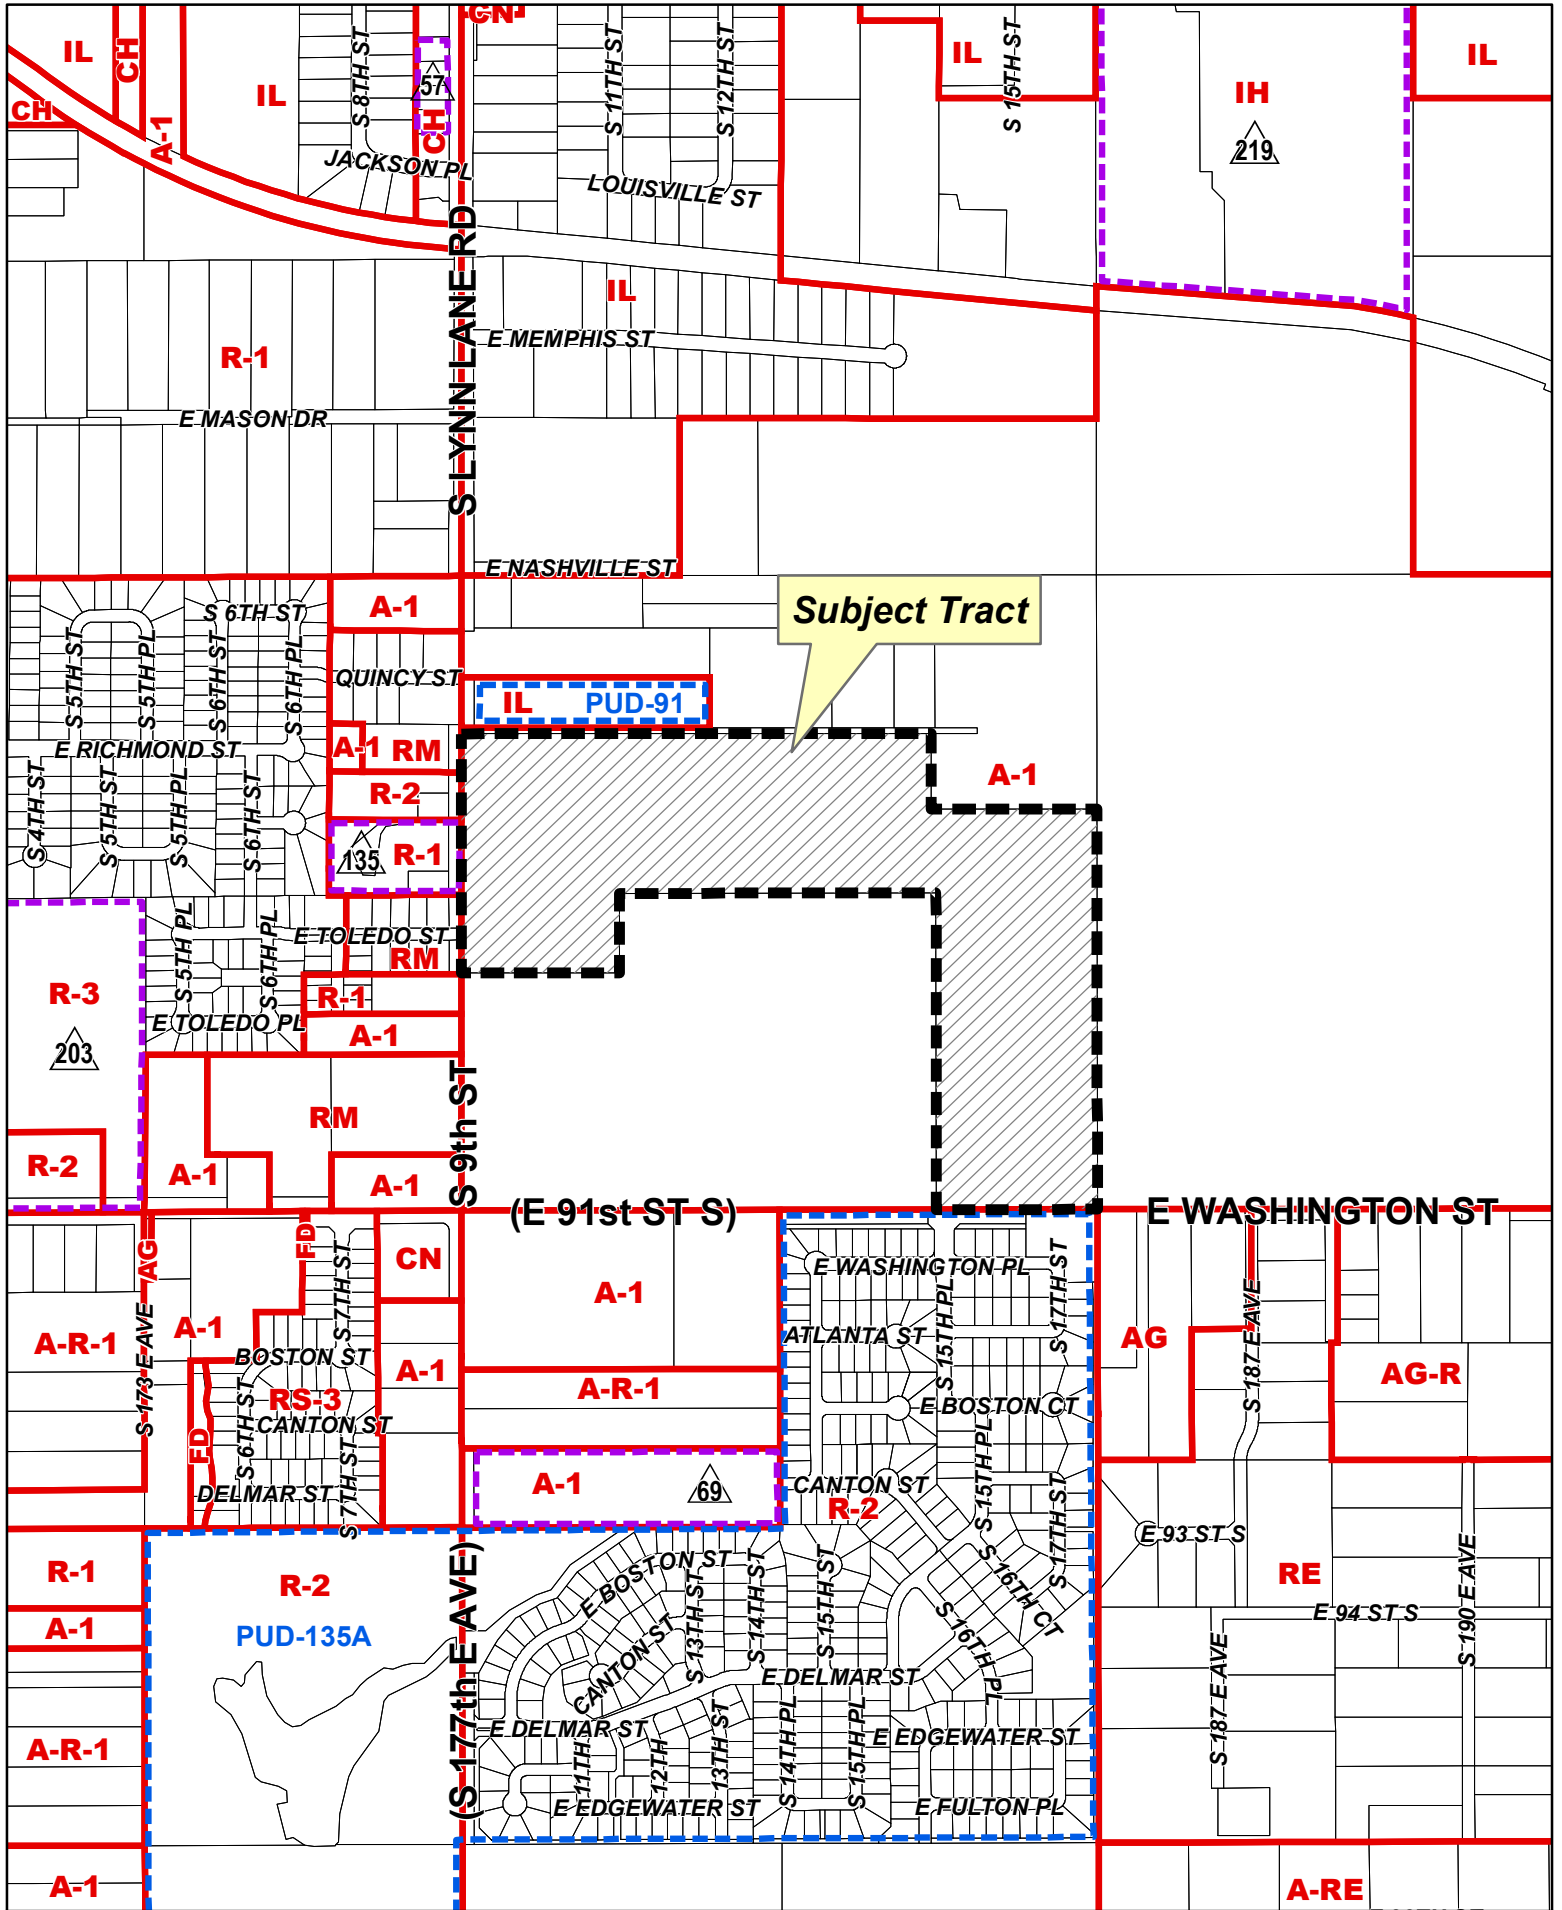 CN
IL
CH
IL
S 8TH ST
57
S 11TH ST
S 12TH ST
IL
S 15TH ST
IH
219
IL
CH
A-1
CH
JACKSON PL
LOUISVILLE ST
S LYNN LANE RD
IL
E MEMPHIS ST
R-1
E MASON DR
E NASHVILLE ST
Subject Tract
S 6TH ST
A-1
S 5TH ST
S 5TH PL
S 6TH ST
S 6TH PL
QUINCY ST
IL
PUD-91
E RICHMOND ST
A-1
RM
A-1
S 4TH ST
S 5TH ST
S 5TH PL
S 6TH ST
R-2
135
R-1
S 5TH PL
S 6TH PL
E TOLEDO ST
RM
R-3
R-1
203
E TOLEDO PL
A-1
RM
S 9th ST
R-2
A-1
A-1
(E 91st ST S)
E WASHINGTON ST
AG
FD
S 7TH ST
CN
A-1
E WASHINGTON PL
S 15TH PL
S 17TH ST
S 187 E AVE
A-R-1
S 173 E AVE
A-1
BOSTON ST
A-1
ATLANTA ST
AG
AG-R
RS-3
A-R-1
E BOSTON CT
FD
S 6TH ST
CANTON ST
S 7TH ST
DELMAR ST
A-1
69
CANTON ST
R-2
S 15TH PL
S 17TH ST
E 93 ST S
S 190 E AVE
R-1
R-2
(S 177th E AVE)
E BOSTON ST
S 13TH ST
S 14TH ST
S 15TH ST
S 16TH CT
RE
A-1
PUD-135A
CANTON ST
S 16TH PL
E 94 ST S
S 187 E AVE
E DELMAR ST
A-R-1
E DELMAR ST
11TH
12TH
13TH ST
S 14TH PL
S 15TH PL
E EDGEWATER ST
E EDGEWATER ST
E FULTON PL
A-1
A-RE